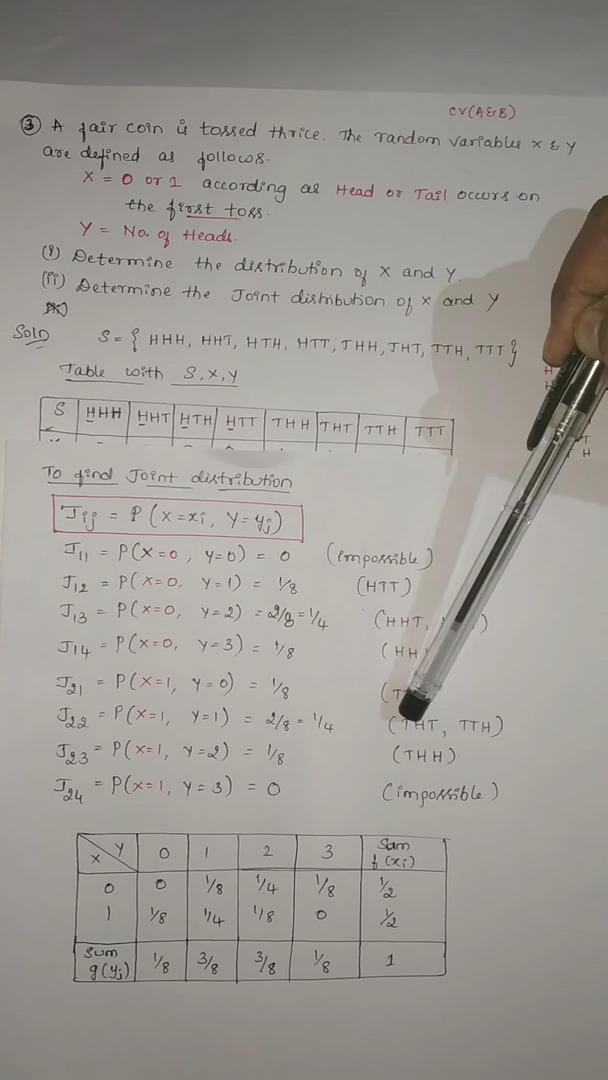 CV(A&B)
③ A fair coin is tossed thrice. The random variables X & Y
are defined as follows.
X = 0 or 1 according as Head or Tail occurs on
the first toss.
Y = No. of Heads.
(i) Determine the distribution of X and Y.
(ii) Determine the Joint distribution of X and Y
Soln S = { HHH, HHT, HTH, HTT, THH, THT, TTH, TTT }
Table with S, X, Y
S HHH HHT HTH HTT THH THT TTH TTT
To find Joint distribution
Jij = P(X=xi, Y=yj)
J11 = P(X=0, Y=0) = 0 (impossible)
J12 = P(X=0, Y=1) = 1/8 (HTT)
J13 = P(X=0, Y=2) = 2/8 = 1/4 (HHT,
J14 = P(X=0, Y=3) = 1/8 (HH
J21 = P(X=1, Y=0) = 1/8
J22 = P(X=1, Y=1) = 2/8 = 1/4 (THT, TTH)
J23 = P(X=1, Y=2) = 1/8 (THH)
J24 = P(X=1, Y=3) = 0 (impossible)
X Y 0 1 2 3 Sum f(xi)
0 0 1/8 1/4 1/8 1/2
1 1/8 1/4 1/8 0 1/2
Sum g(yj) 1/8 3/8 3/8 1/8 1